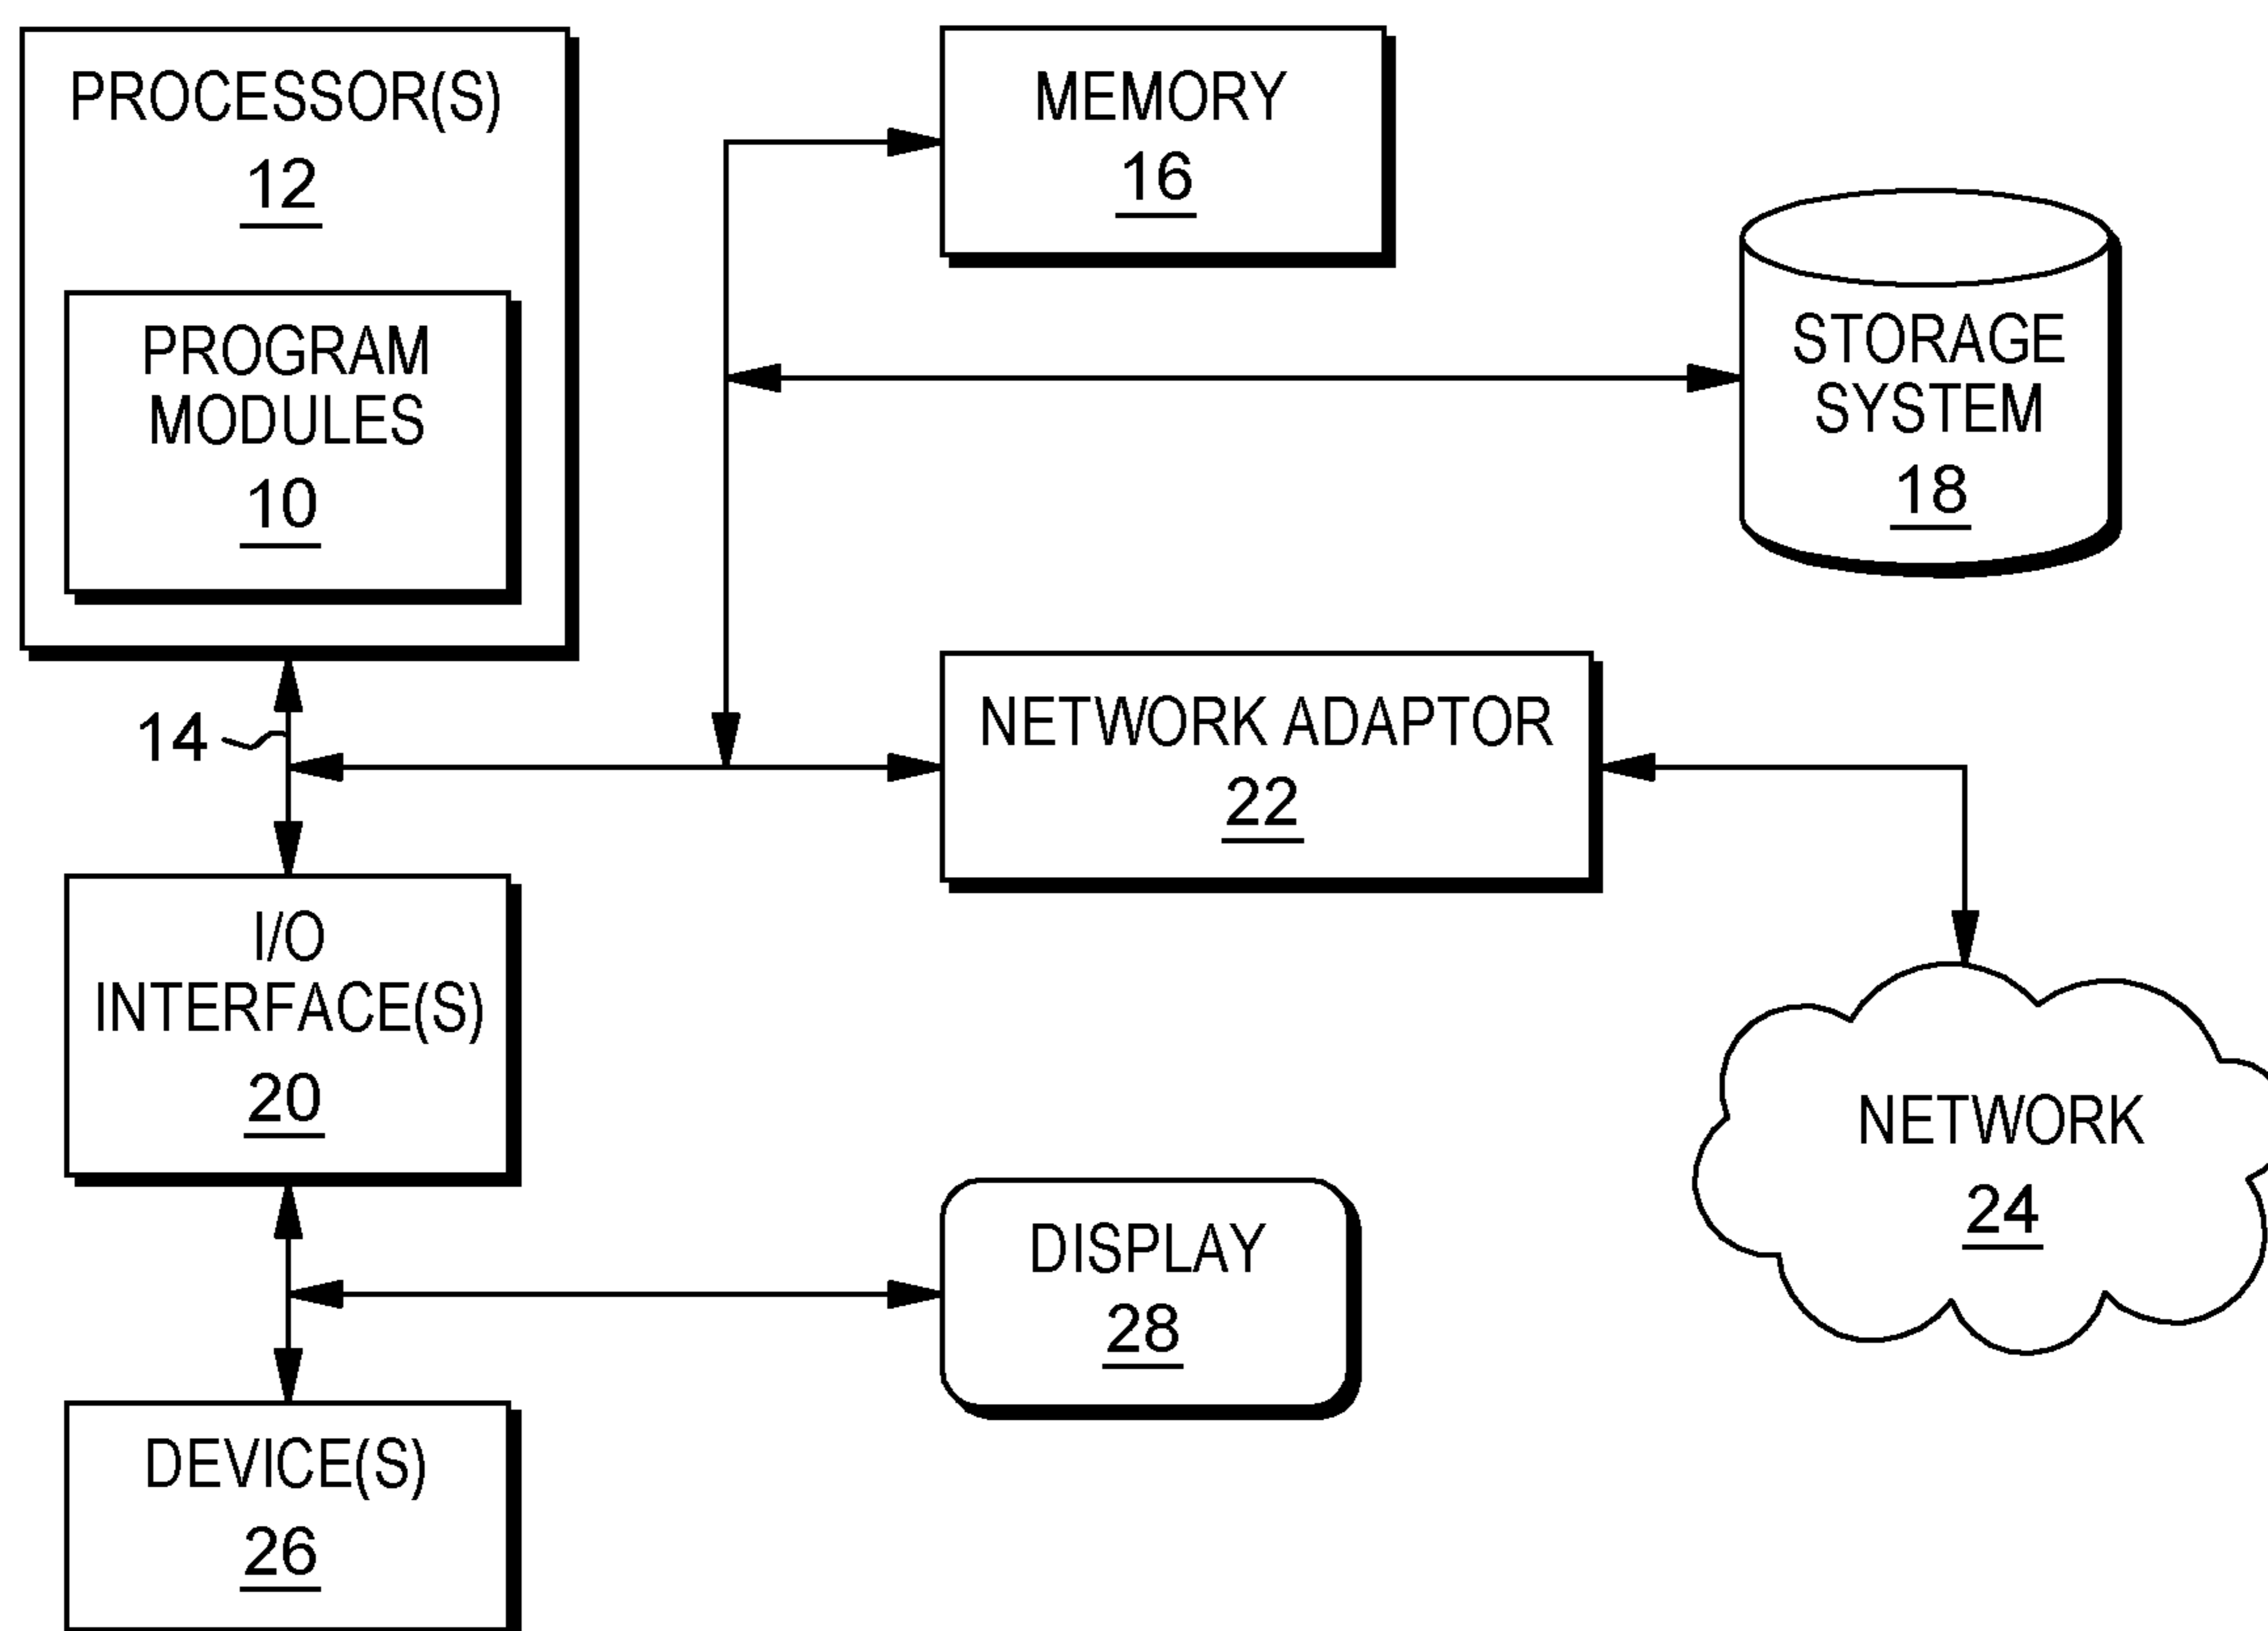 PROCESSOR(S)
12
PROGRAM
MODULES
10
MEMORY
16
STORAGE
SYSTEM
18
14
NETWORK ADAPTOR
22
I/O
INTERFACE(S)
20
NETWORK
24
DISPLAY
28
DEVICE(S)
26